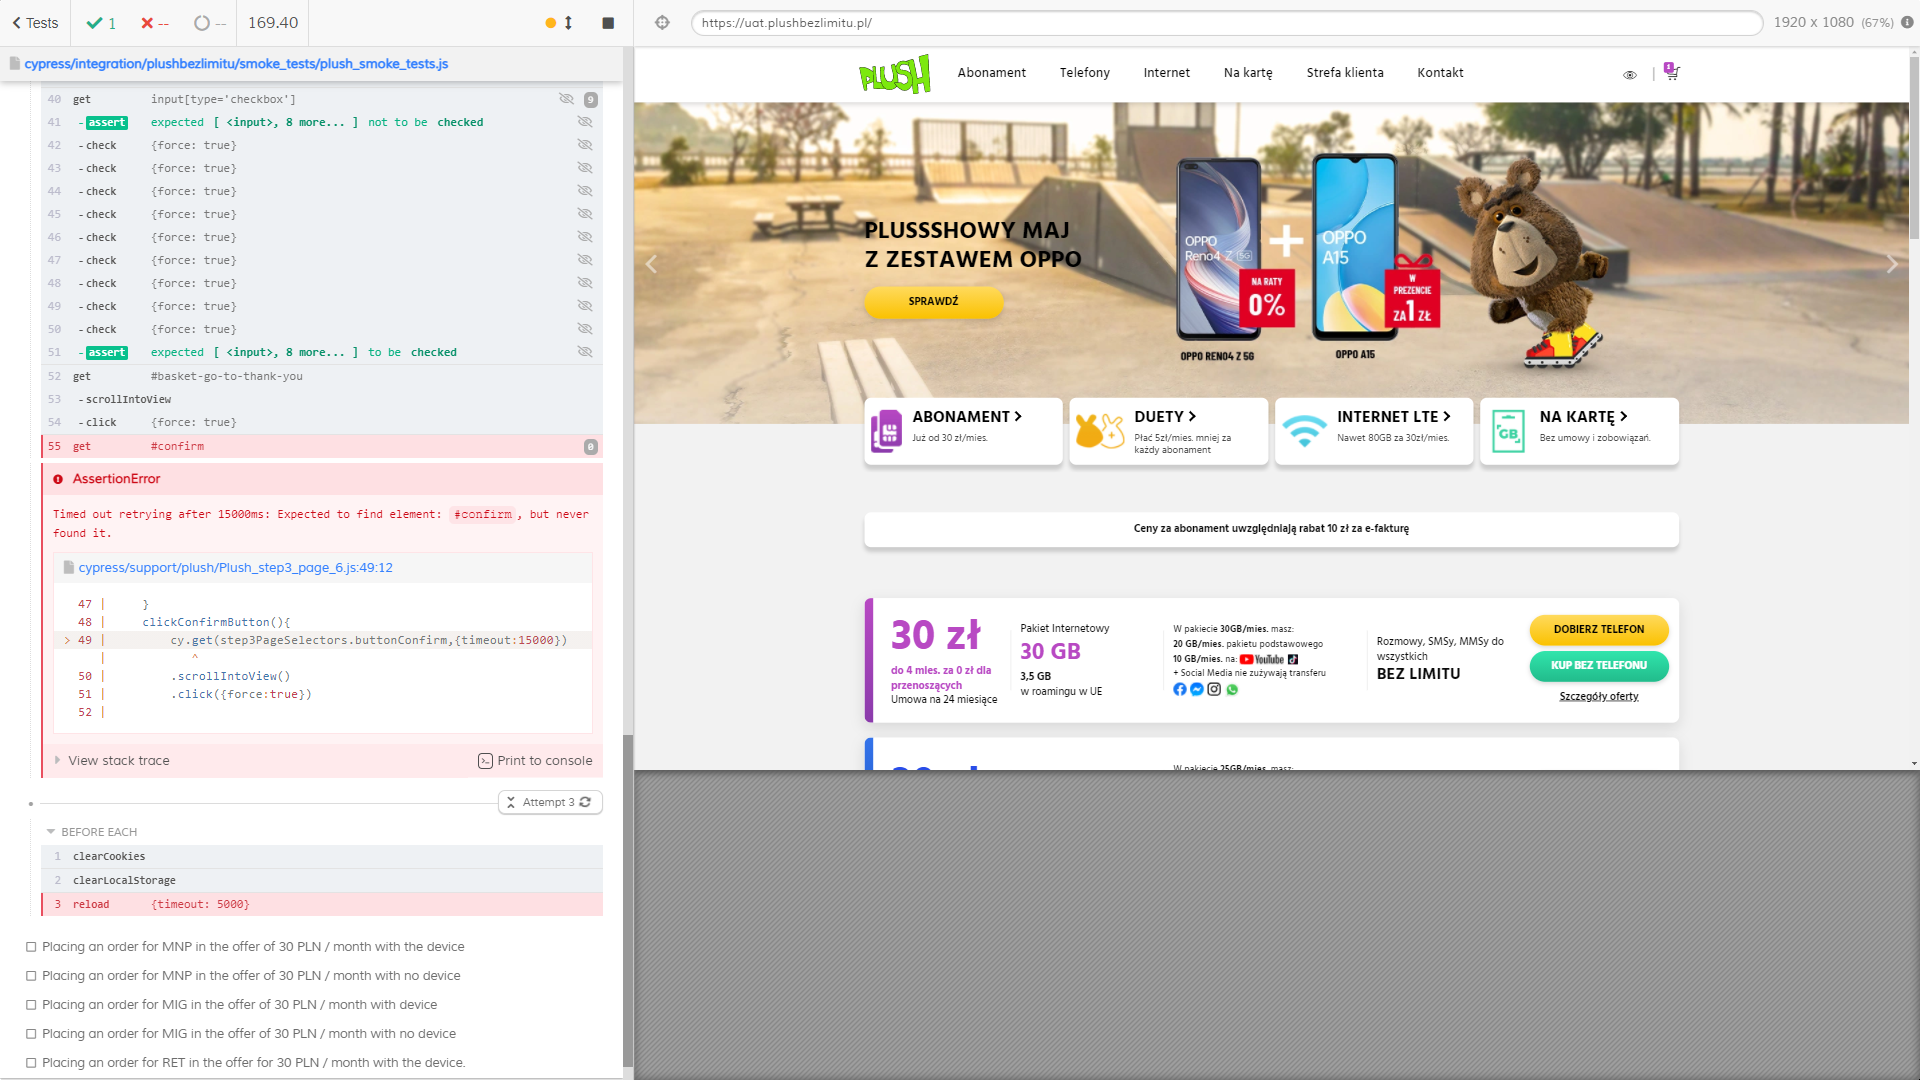 Tests
1
--
--
169.40
cypress/integration/plushbezlimitu/smoke_tests/plush_smoke_tests.js
40 get input[type='checkbox'] 9
41 -assert expected [ <input>, 8 more... ] not to be checked
42 -check {force: true}
43 -check {force: true}
44 -check {force: true}
45 -check {force: true}
46 -check {force: true}
47 -check {force: true}
48 -check {force: true}
49 -check {force: true}
50 -check {force: true}
51 -assert expected [ <input>, 8 more... ] to be checked
52 get #basket-go-to-thank-you
53 -scrollIntoView
54 -click {force: true}
55 get #confirm 0
AssertionError
Timed out retrying after 15000ms: Expected to find element: #confirm, but never
found it.
cypress/support/plush/Plush_step3_page_6.js:49:12
47 | }
48 | clickConfirmButton(){
> 49 | cy.get(step3PageSelectors.buttonConfirm,{timeout:15000})
| ^
50 | .scrollIntoView()
51 | .click({force:true})
52 |
View stack trace
Print to console
Attempt 3
BEFORE EACH
1 clearCookies
2 clearLocalStorage
3 reload {timeout: 5000}
Placing an order for MNP in the offer of 30 PLN / month with the device
Placing an order for MNP in the offer of 30 PLN / month with no device
Placing an order for MIG in the offer of 30 PLN / month with device
Placing an order for MIG in the offer of 30 PLN / month with no device
Placing an order for RET in the offer for 30 PLN / month with the device.
https://uat.plushbezlimitu.pl/
1920 x 1080 (67%)
PLUSH
Abonament
Telefony
Internet
Na kartę
Strefa klienta
Kontakt
1
PLUSSSHOWY MAJ
Z ZESTAWEM OPPO
SPRAWDŹ
OPPO
Reno4 Z 5G
+
OPPO
A15
NA RATY
0%
W
PREZENCIE
ZA 1 ZŁ
OPPO RENO4 Z 5G
OPPO A15
ABONAMENT
Już od 30 zł/mies.
DUETY
Płać 5zł/mies. mniej za
każdy abonament
INTERNET LTE
Nawet 80GB za 30zł/mies.
GB
NA KARTĘ
Bez umowy i zobowiązań.
Ceny za abonament uwzględniają rabat 10 zł za e-fakturę
30 zł
do 4 mies. za 0 zł dla
przenoszących
Umowa na 24 miesiące
Pakiet Internetowy
30 GB
3,5 GB
w roamingu w UE
W pakiecie 30GB/mies. masz:
20 GB/mies. pakietu podstawowego
10 GB/mies. na: YouTube
+ Social Media nie zużywają transferu
Rozmowy, SMSy, MMSy do
wszystkich
BEZ LIMITU
DOBIERZ TELEFON
KUP BEZ TELEFONU
Szczegóły oferty
W pakiecie 25GB/mies. masz: